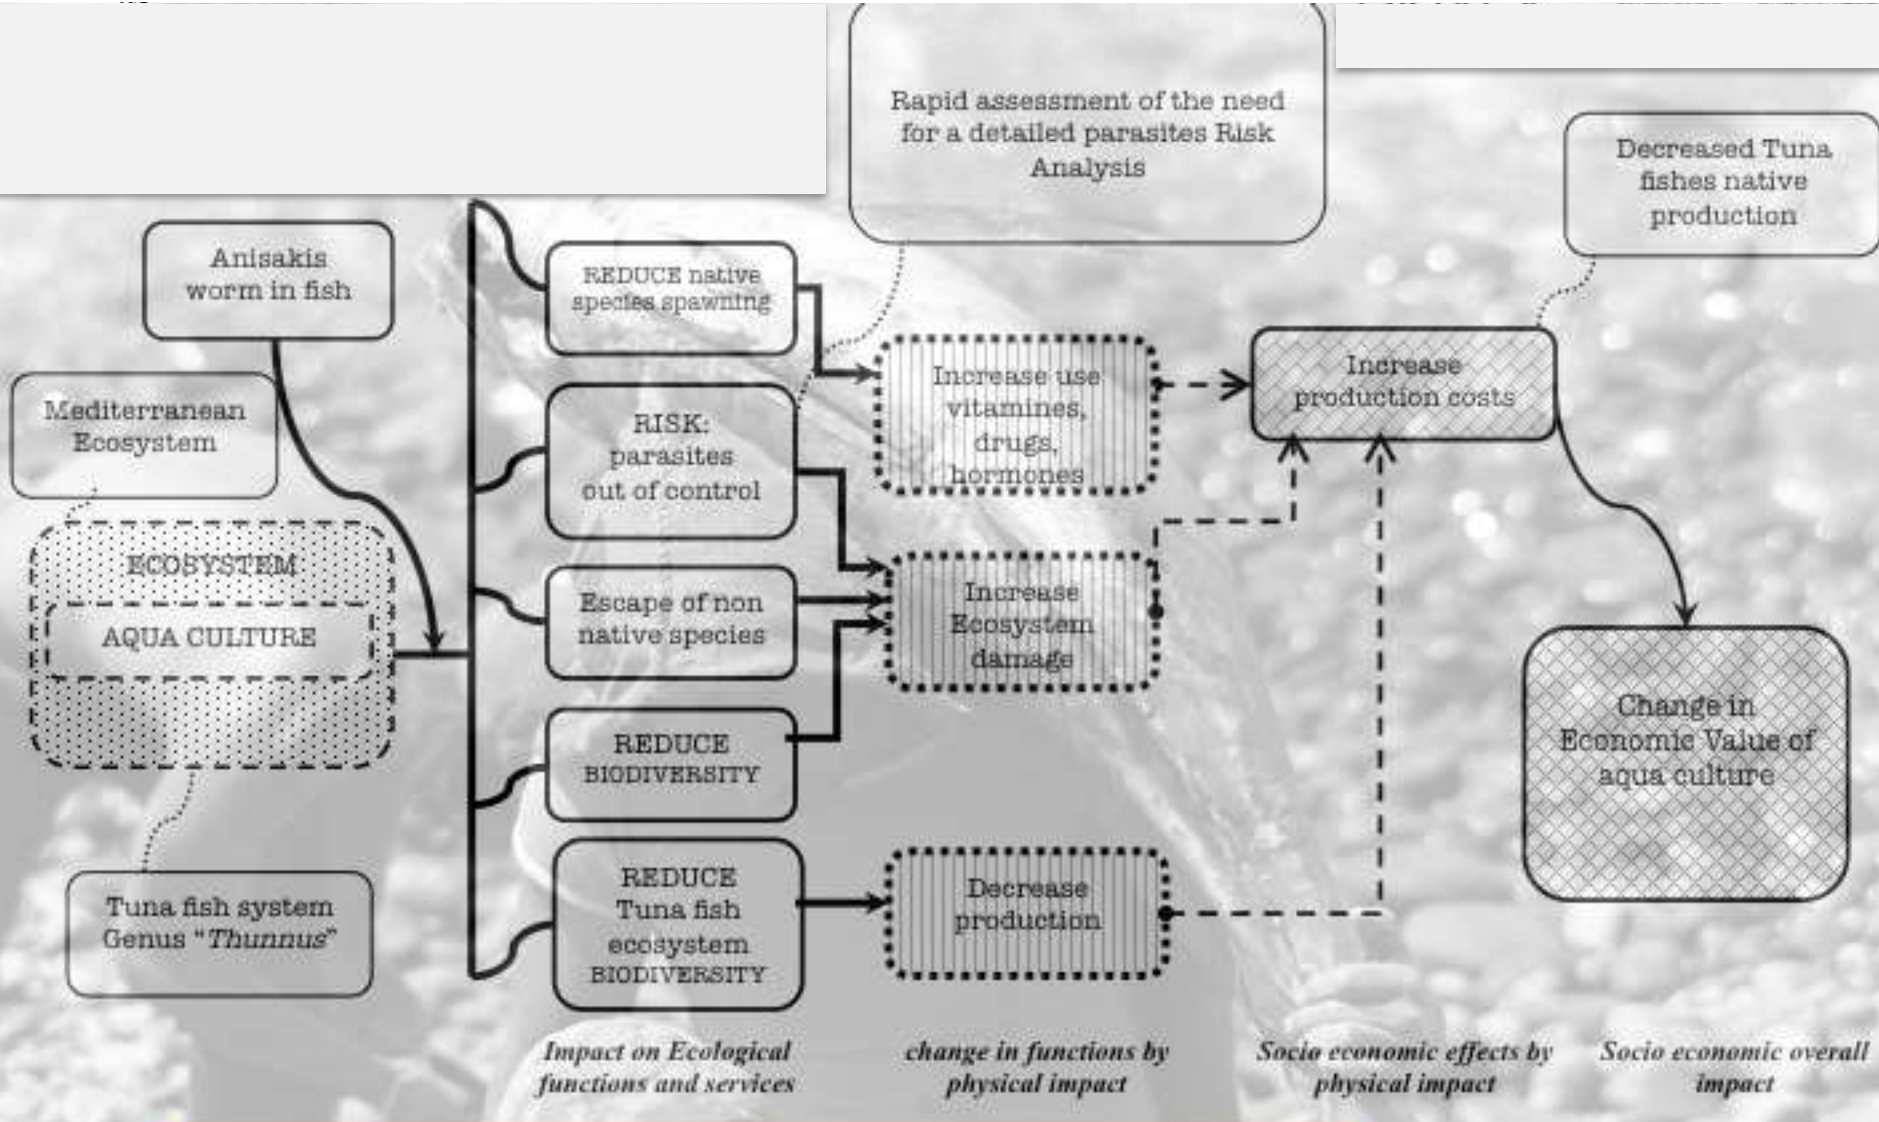 Rapid assessment of the need
for a detailed parasites Risk
Analysis
Decreased Tuna
fishes native
production
Anisakis
worm in fish
Mediterranean
Ecosystem
ECOSYSTEM
AQUA CULTURE
Tuna fish system
Genus "Thunnus"
REDUCE native
species spawning
RISK:
parasites
out of control
Escape of non
native species
REDUCE
BIODIVERSITY
REDUCE
Tuna fish
ecosystem
BIODIVERSITY
Increase use
vitamines,
drugs,
hormones
Increase
Ecosystem
damage
Decrease
production
Increase
production costs
Change in
Economic Value of
aqua culture
Impact on Ecological
functions and services
change in functions by
physical impact
Socio economic effects by
physical impact
Socio economic overall
impact